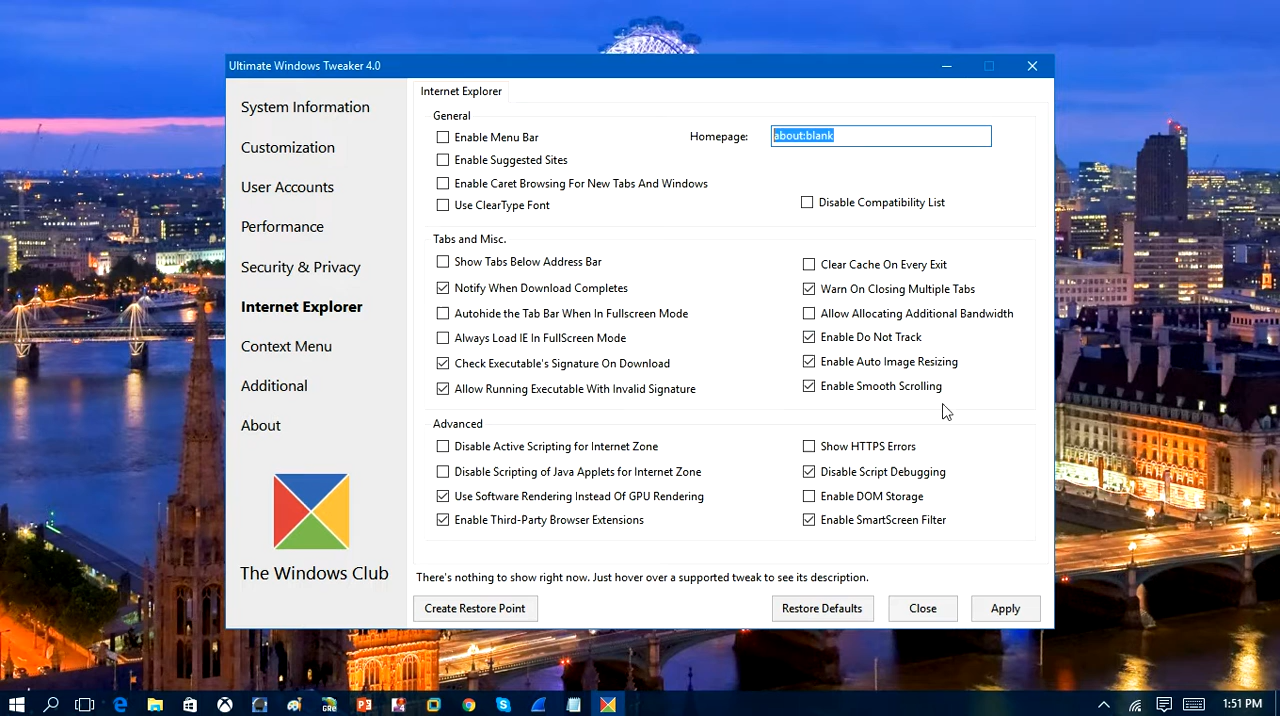 Ultimate Windows Tweaker 4.0
System Information
Customization
User Accounts
Performance
Security & Privacy
Internet Explorer
Context Menu
Additional
About
The Windows Club
Internet Explorer
General
Enable Menu Bar
Homepage: about:blank
Enable Suggested Sites
Enable Caret Browsing For New Tabs And Windows
Use ClearType Font
Disable Compatibility List
Tabs and Misc.
Show Tabs Below Address Bar
Clear Cache On Every Exit
Notify When Download Completes
Warn On Closing Multiple Tabs
Autohide the Tab Bar When In Fullscreen Mode
Allow Allocating Additional Bandwidth
Always Load IE In FullScreen Mode
Enable Do Not Track
Check Executable's Signature On Download
Enable Auto Image Resizing
Allow Running Executable With Invalid Signature
Enable Smooth Scrolling
Advanced
Disable Active Scripting for Internet Zone
Show HTTPS Errors
Disable Scripting of Java Applets for Internet Zone
Disable Script Debugging
Use Software Rendering Instead Of GPU Rendering
Enable DOM Storage
Enable Third-Party Browser Extensions
Enable SmartScreen Filter
There's nothing to show right now. Just hover over a supported tweak to see its description.
Create Restore Point
Restore Defaults
Close
Apply
GRE
1:51 PM